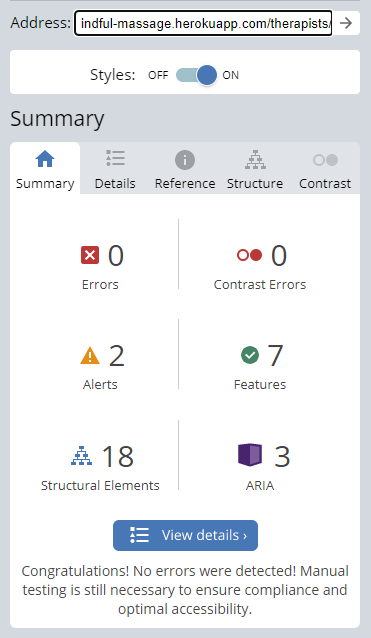 Address: indful-massage.herokuapp.com/therapists/
Styles: OFF ON
Summary
Summary Details Reference Structure Contrast
0 0
Errors Contrast Errors
2 7
Alerts Features
18 3
Structural Elements ARIA
View details ›
Congratulations! No errors were detected! Manual
testing is still necessary to ensure compliance and
optimal accessibility.